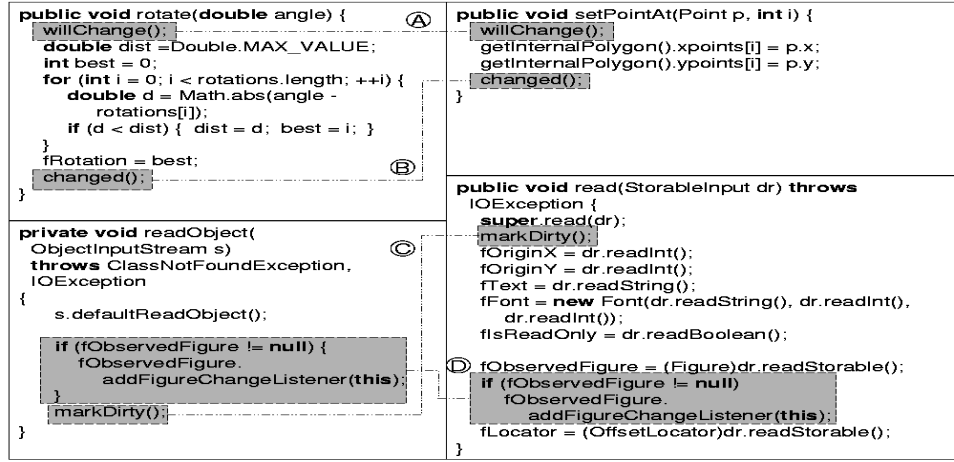 public void rotate(double angle) {
willChange();
double dist =Double.MAX_VALUE;
int best = 0;
for (int i = 0; i < rotations.length; ++i) {
double d = Math.abs(angle -
rotations[i]);
if (d < dist) { dist = d; best = i; }
}
fRotation = best;
changed();
}
A
B
public void setPointAt(Point p, int i) {
willChange();
getInternalPolygon().xpoints[i] = p.x;
getInternalPolygon().ypoints[i] = p.y;
changed();
}
private void readObject(
ObjectInputStream s)
throws ClassNotFoundException,
IOException
{
s.defaultReadObject();
if (fObservedFigure != null) {
fObservedFigure.
addFigureChangeListener(this);
}
markDirty();
}
C
D
public void read(StorableInput dr) throws
IOException {
super.read(dr);
markDirty();
fOriginX = dr.readInt();
fOriginY = dr.readInt();
fText = dr.readString();
fFont = new Font(dr.readString(), dr.readInt(),
dr.readInt());
fIsReadOnly = dr.readBoolean();
fObservedFigure = (Figure)dr.readStorable();
if (fObservedFigure != null)
fObservedFigure.
addFigureChangeListener(this);
fLocator = (OffsetLocator)dr.readStorable();
}